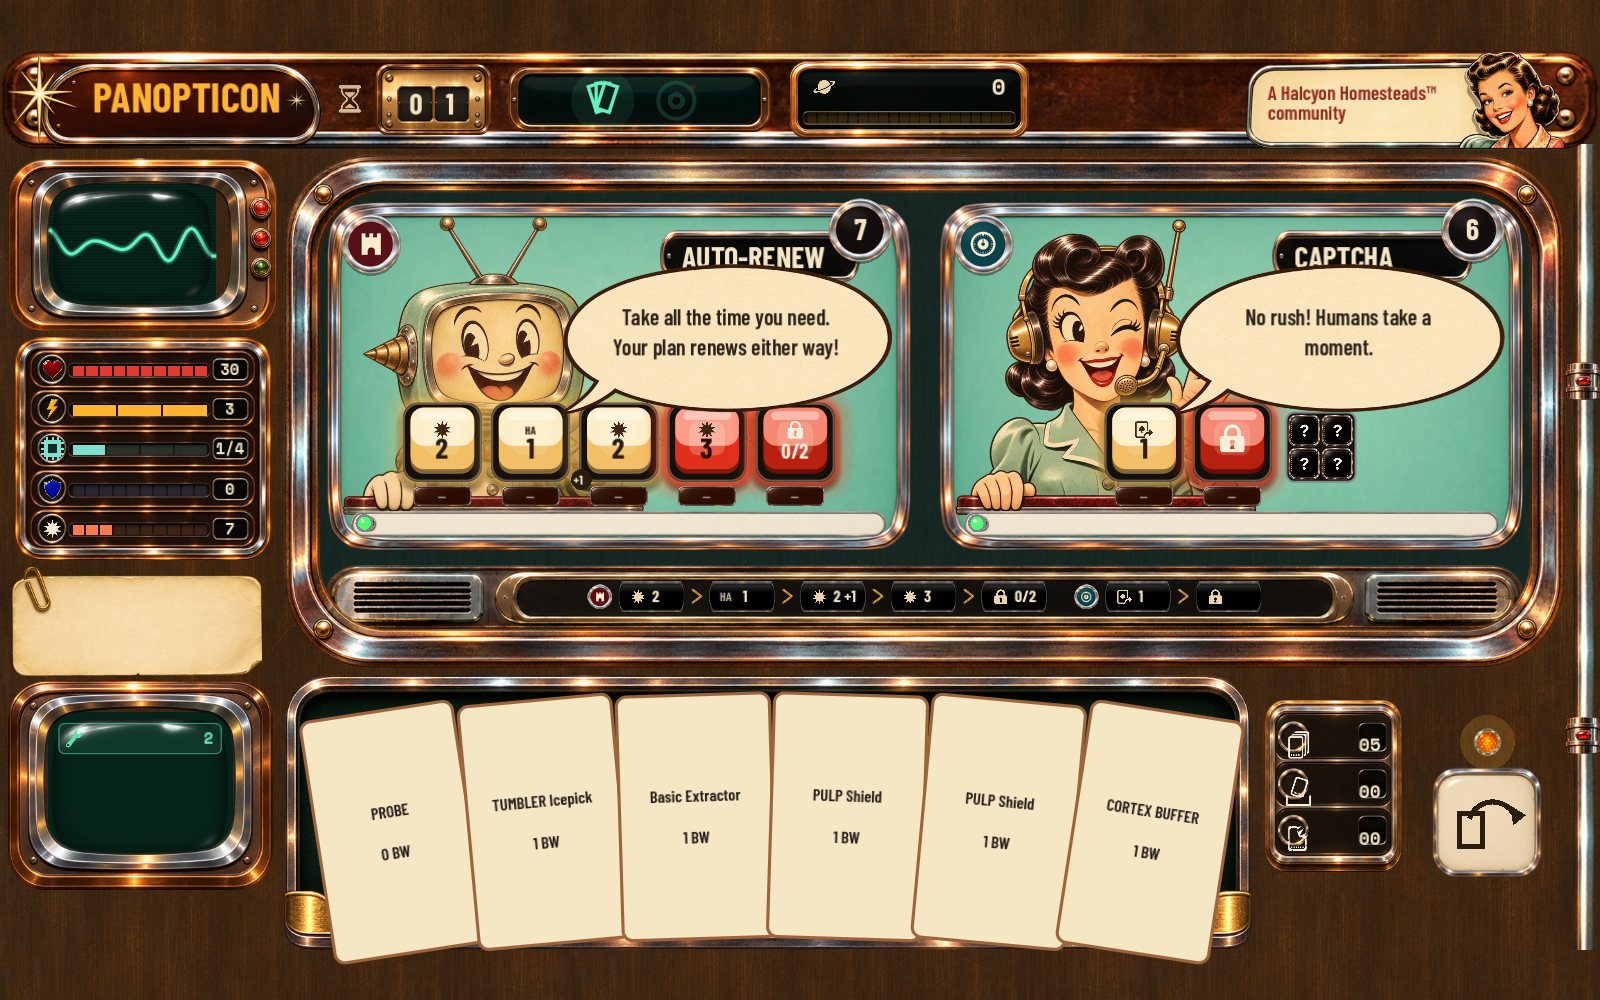 PANOPTICON
0 1
0
A Halcyon Homesteads™
community
7
AUTO-RENEW
Take all the time you need.
Your plan renews either way!
2
HA
1
+1
2
3
0/2
6
CAPTCHA
No rush! Humans take a
moment.
1
? ?
? ?
30
3
1/4
0
7
2
HA 1
2 +1
3
0/2
1
2
PROBE
0 BW
TUMBLER Icepick
1 BW
Basic Extractor
1 BW
PULP Shield
1 BW
PULP Shield
1 BW
CORTEX BUFFER
1 BW
05
00
00